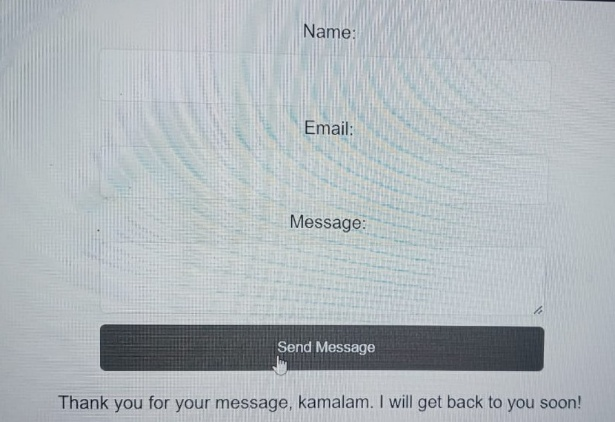 Name:
Email:
Message:
Send Message
Thank you for your message, kamalam. I will get back to you soon!